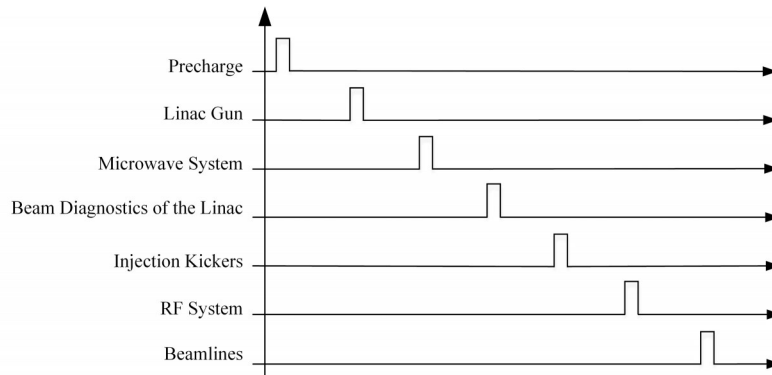 Precharge
Linac Gun
Microwave System
Beam Diagnostics of the Linac
Injection Kickers
RF System
Beamlines